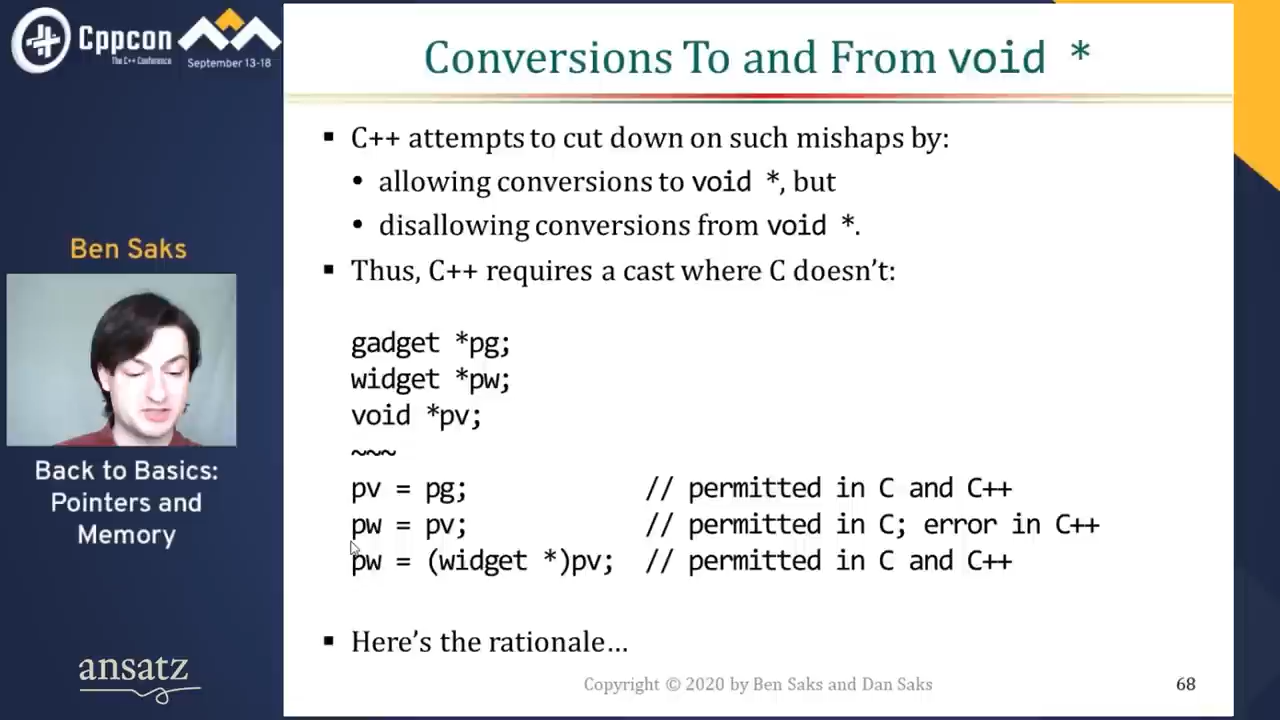 Cppcon
The C++ Conference
September 13-18
Ben Saks
Back to Basics:
Pointers and
Memory
ansatz
Conversions To and From void *
▪ C++ attempts to cut down on such mishaps by:
• allowing conversions to void *, but
• disallowing conversions from void *.
▪ Thus, C++ requires a cast where C doesn’t:
gadget *pg;
widget *pw;
void *pv;
~~~
pv = pg; // permitted in C and C++
pw = pv; // permitted in C; error in C++
pw = (widget *)pv; // permitted in C and C++
▪ Here’s the rationale…
Copyright © 2020 by Ben Saks and Dan Saks
68